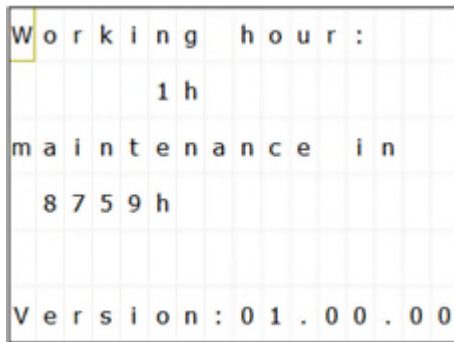 Working hour:
1h
maintenance in
8759h
Version:01.00.00